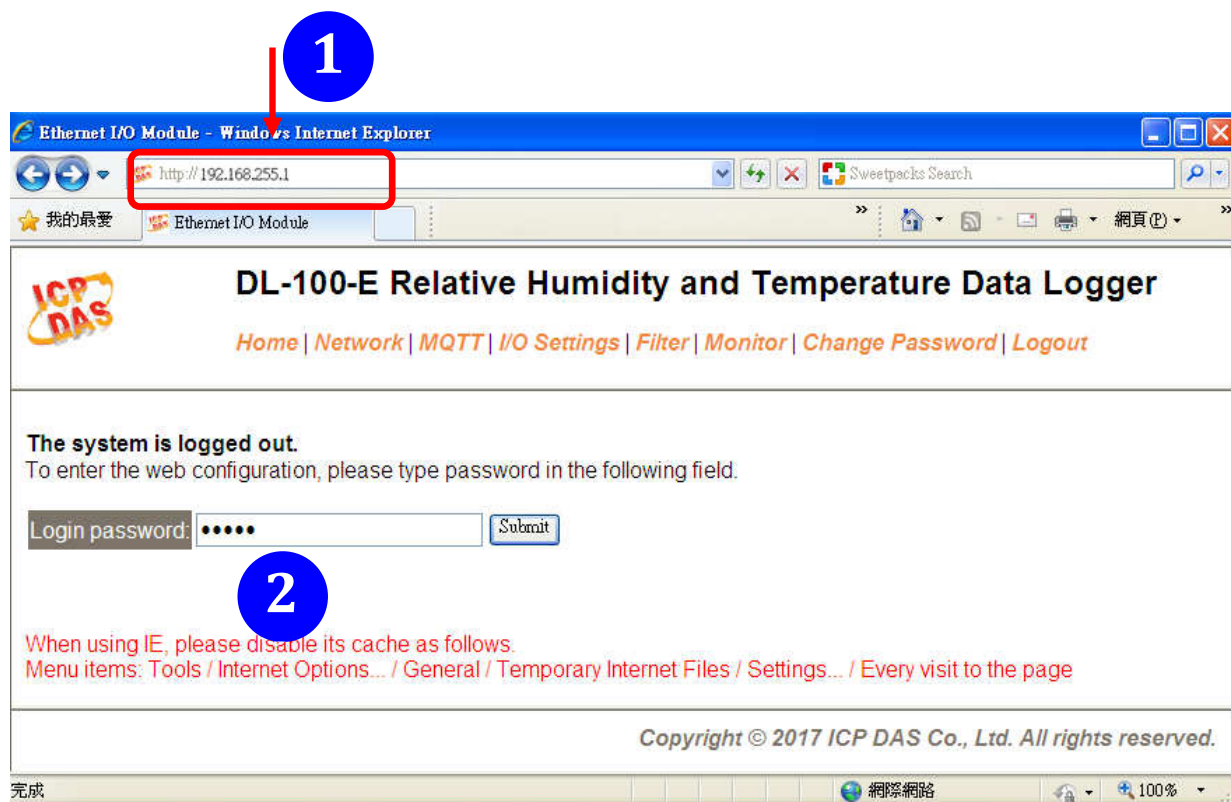 1
Ethernet I/O Module - Windows Internet Explorer
http://192.168.255.1
Sweetpacks Search
我的最愛
Ethernet I/O Module
»
網頁(P)
»
ICP DAS
DL-100-E Relative Humidity and Temperature Data Logger
Home | Network | MQTT | I/O Settings | Filter | Monitor | Change Password | Logout
The system is logged out.
To enter the web configuration, please type password in the following field.
Login password: ••••• Submit
2
When using IE, please disable its cache as follows.
Menu items: Tools / Internet Options... / General / Temporary Internet Files / Settings... / Every visit to the page
Copyright © 2017 ICP DAS Co., Ltd. All rights reserved.
完成
網際網路
100%